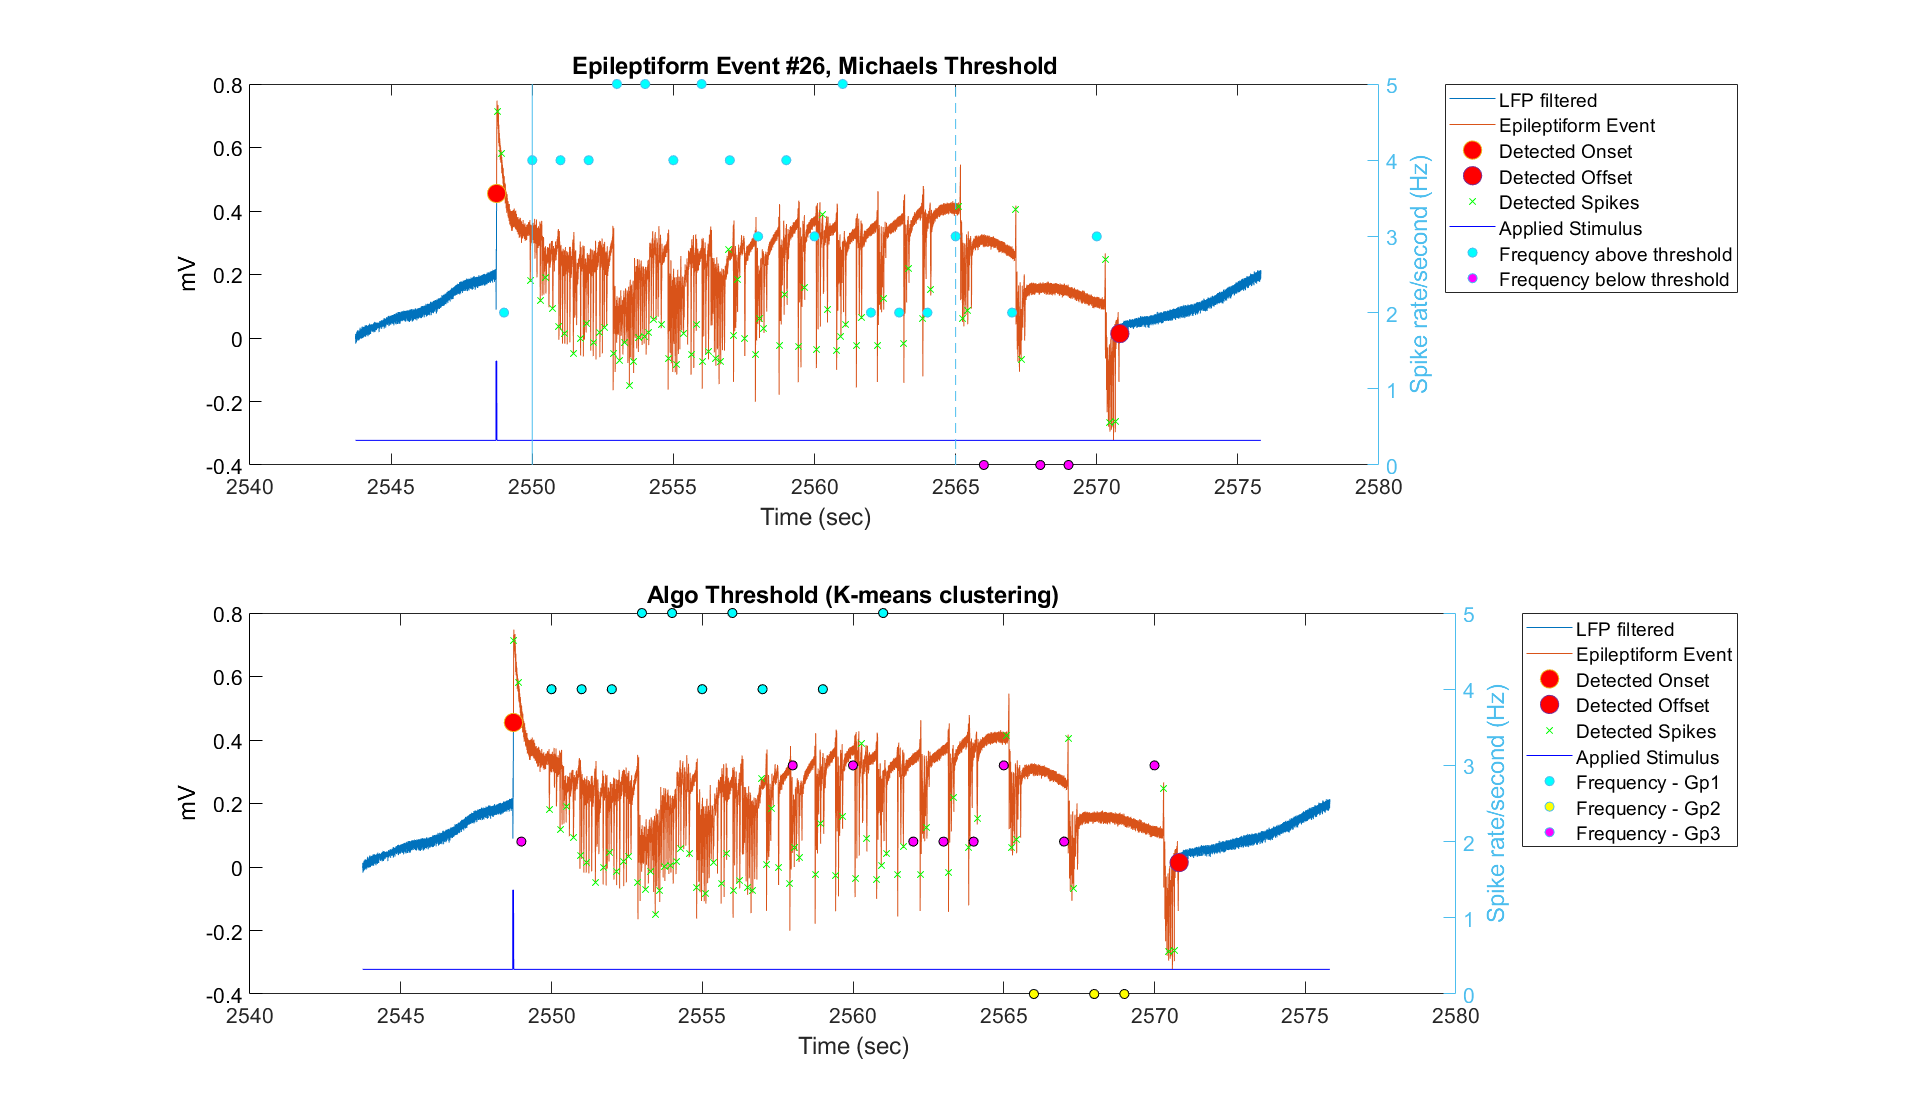 Epileptiform Event #26, Michaels Threshold
0.8
0.6
0.4
0.2
0
-0.2
-0.4
mV
2540
2545
2550
2555
2560
2565
2570
2575
2580
Time (sec)
5
4
3
2
1
0
Spike rate/second (Hz)
LFP filtered
Epileptiform Event
Detected Onset
Detected Offset
Detected Spikes
Applied Stimulus
Frequency above threshold
Frequency below threshold
Algo Threshold (K-means clustering)
0.8
0.6
0.4
0.2
0
-0.2
-0.4
mV
2540
2545
2550
2555
2560
2565
2570
2575
2580
Time (sec)
5
4
3
2
1
0
Spike rate/second (Hz)
LFP filtered
Epileptiform Event
Detected Onset
Detected Offset
Detected Spikes
Applied Stimulus
Frequency - Gp1
Frequency - Gp2
Frequency - Gp3